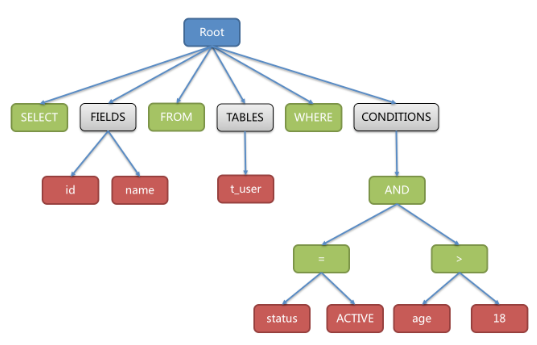 Root
SELECT FIELDS FROM TABLES WHERE CONDITIONS
id name t_user AND
= >
status ACTIVE age 18